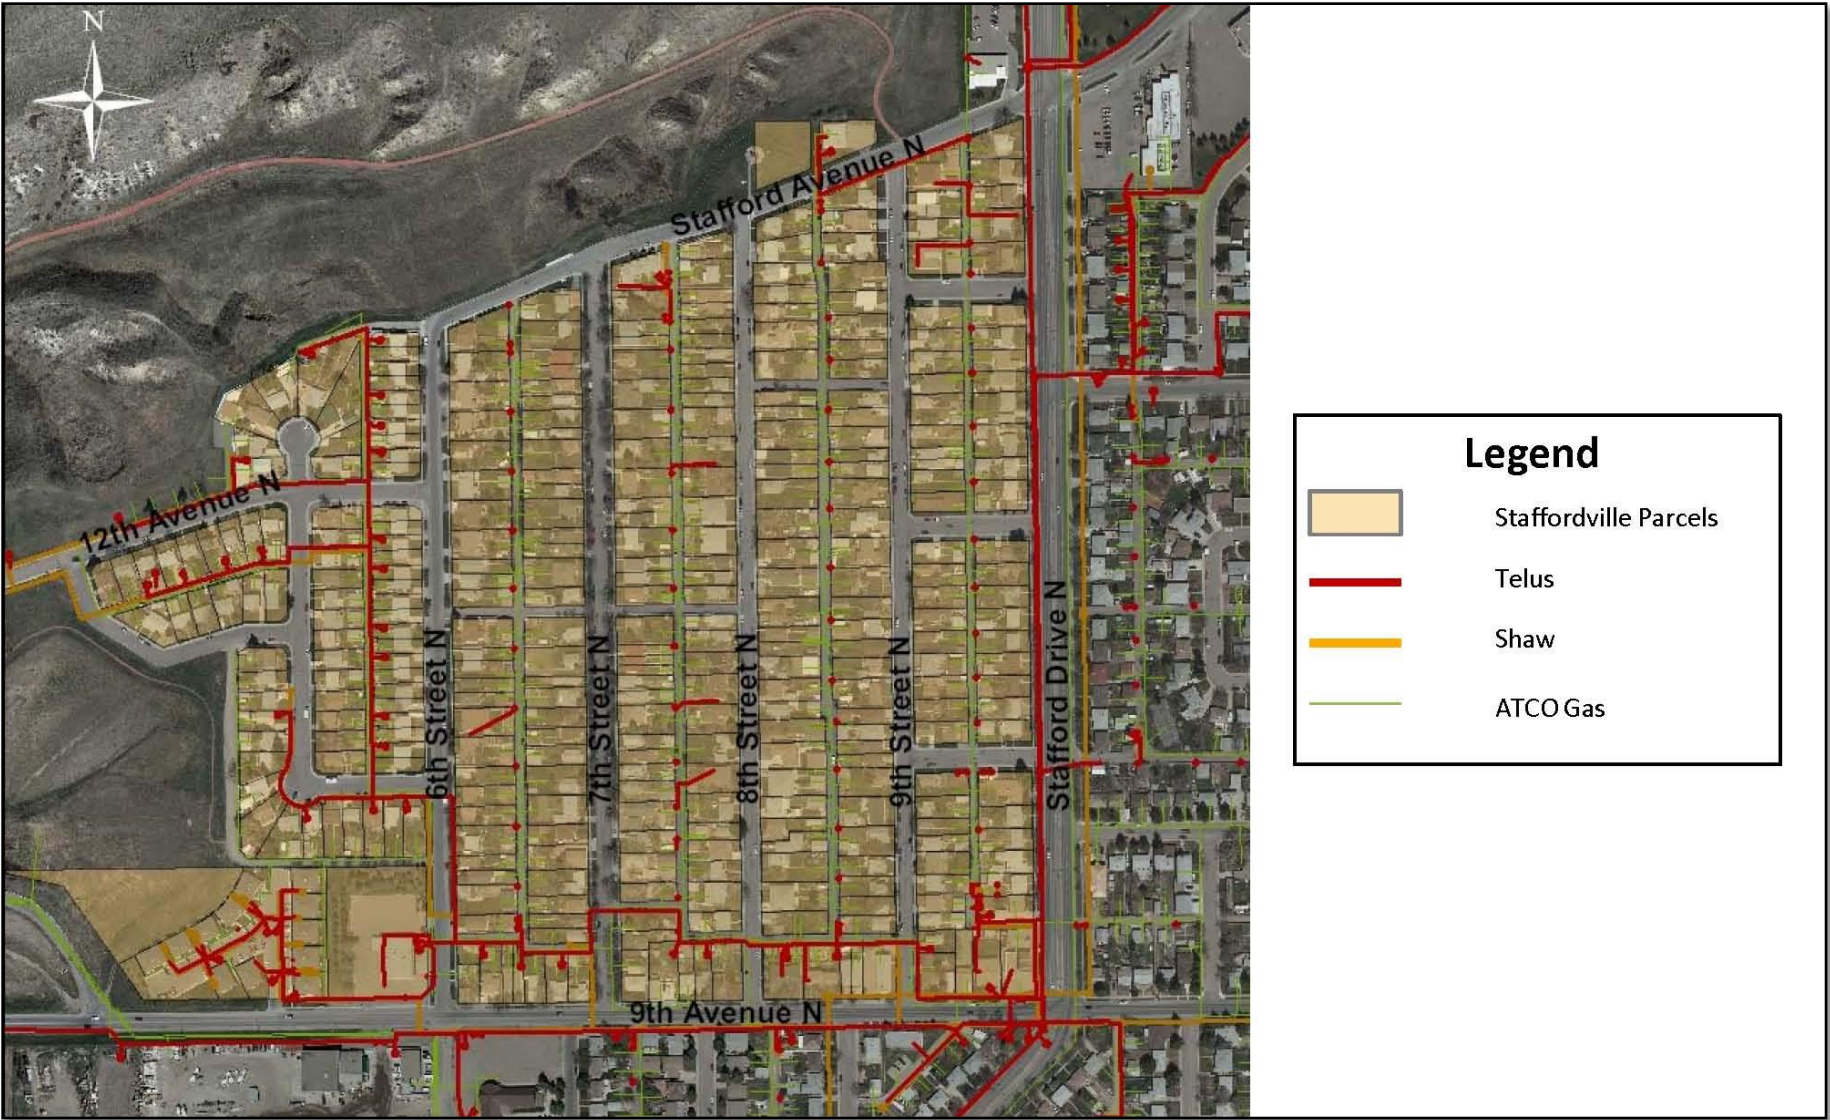 N
Stafford Avenue N
12th Avenue N
6th Street N
7th Street N
8th Street N
9th Street N
Stafford Drive N
9th Avenue N
Legend
Staffordville Parcels
Telus
Shaw
ATCO Gas